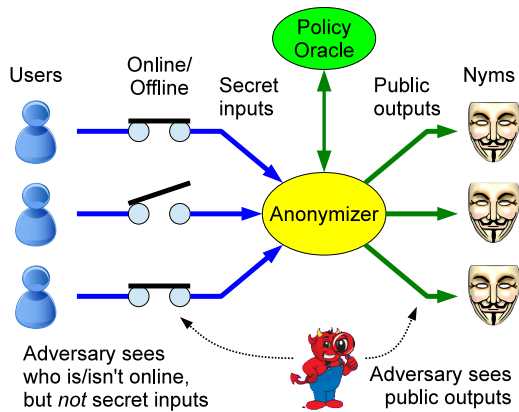 Policy
Oracle
Users
Online/
Offline
Secret
inputs
Public
outputs
Nyms
Anonymizer
Adversary sees
who is/isn't online,
but not secret inputs
Adversary sees
public outputs